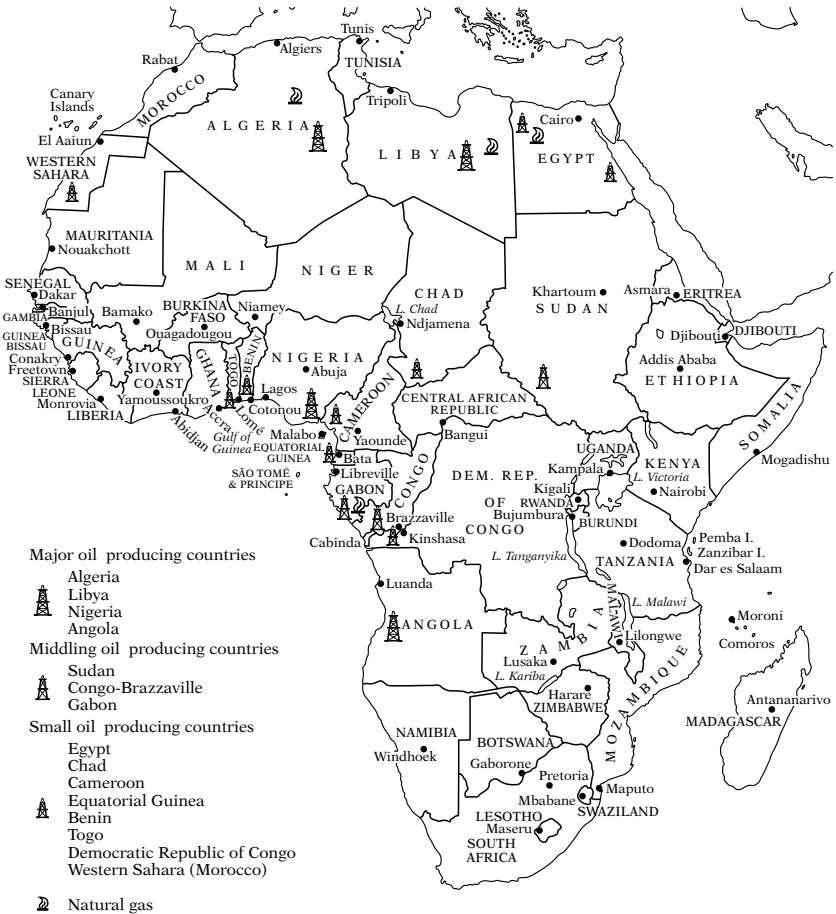 Tunis
Algiers
Rabat
TUNISIA
MOROCCO
Canary
Islands
Tripoli
Cairo
ALGERIA
El Aaiun
LIBYA
EGYPT
WESTERN
SAHARA
MAURITANIA
Nouakchott
MALI
NIGER
CHAD
Khartoum
SUDAN
Asmara
ERITREA
SENEGAL
Dakar
GAMBIA
Banjul
Bissau
GUINEA
BISSAU
GUINEA
Bamako
BURKINA
FASO
Ouagadougou
Niamey
L. Chad
Ndjamena
Djibouti
DJIBOUTI
Addis Ababa
ETHIOPIA
Conakry
Freetown
SIERRA
LEONE
Monrovia
LIBERIA
IVORY
COAST
Yamoussoukro
Abidjan
GHANA
Accra
TOGO
Lomé
BENIN
Cotonou
Lagos
NIGERIA
Abuja
Gulf of
Guinea
CAMEROON
Yaounde
CENTRAL AFRICAN
REPUBLIC
Bangui
SOMALIA
Mogadishu
Malabo
EQUATORIAL
GUINEA
Bata
SÃO TOMÉ
& PRINCIPE
Libreville
GABON
CONGO
Brazzaville
Cabinda
Kinshasa
DEM. REP.
OF
CONGO
UGANDA
Kampala
KENYA
L. Victoria
Nairobi
Kigali
RWANDA
Bujumbura
BURUNDI
Dodoma
TANZANIA
L. Tanganyika
Pemba I.
Zanzibar I.
Dar es Salaam
Luanda
ANGOLA
ZAMBIA
Lusaka
L. Kariba
MALAWI
L. Malawi
Lilongwe
Moroni
Comoros
Harare
ZIMBABWE
MOZAMBIQUE
Antananarivo
MADAGASCAR
NAMIBIA
Windhoek
BOTSWANA
Gaborone
Pretoria
Mbabane
Maputo
SWAZILAND
LESOTHO
Maseru
SOUTH
AFRICA
Major oil producing countries
Algeria
Libya
Nigeria
Angola
Middling oil producing countries
Sudan
Congo-Brazzaville
Gabon
Small oil producing countries
Egypt
Chad
Cameroon
Equatorial Guinea
Benin
Togo
Democratic Republic of Congo
Western Sahara (Morocco)
Natural gas